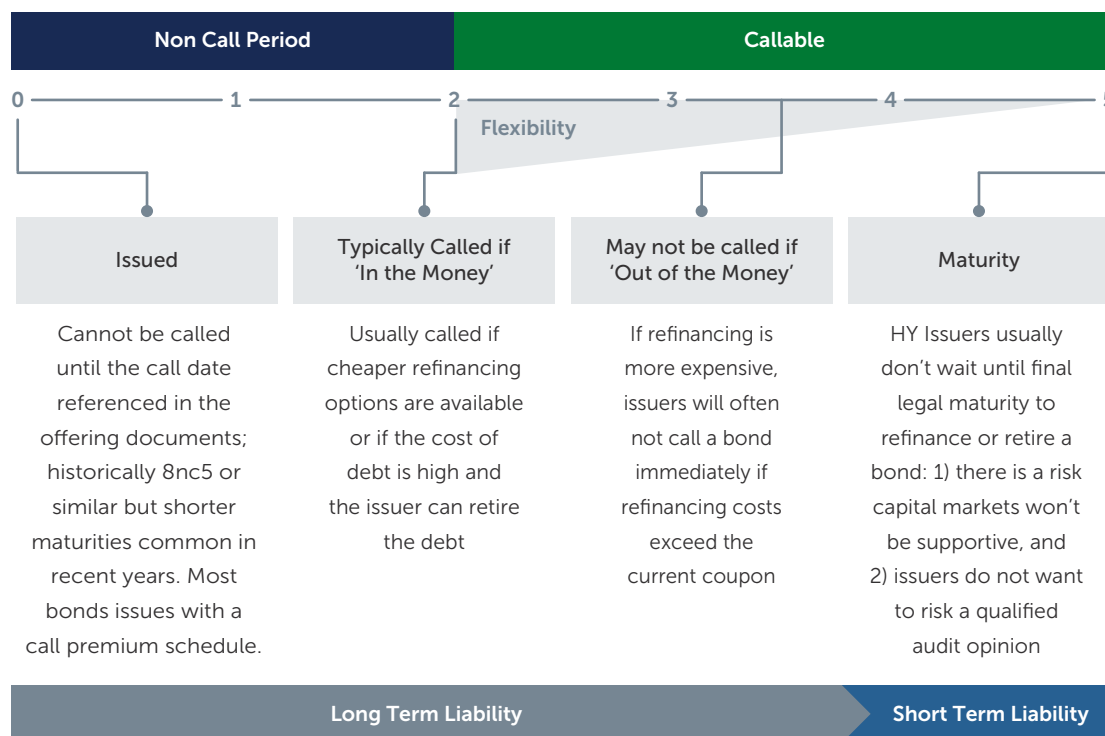 Non Call Period
Callable
0
1
2
3
4
Flexibility
Issued
Cannot be called
until the call date
referenced in the
offering documents;
historically 8nc5 or
similar but shorter
maturities common in
recent years. Most
bonds issues with a
call premium schedule.
Typically Called if
‘In the Money’
Usually called if
cheaper refinancing
options are available
or if the cost of
debt is high and
the issuer can retire
the debt
May not be called if
‘Out of the Money’
If refinancing is
more expensive,
issuers will often
not call a bond
immediately if
refinancing costs
exceed the
current coupon
Maturity
HY Issuers usually
don’t wait until final
legal maturity to
refinance or retire a
bond: 1) there is a risk
capital markets won’t
be supportive, and
2) issuers do not want
to risk a qualified
audit opinion
Long Term Liability
Short Term Liability